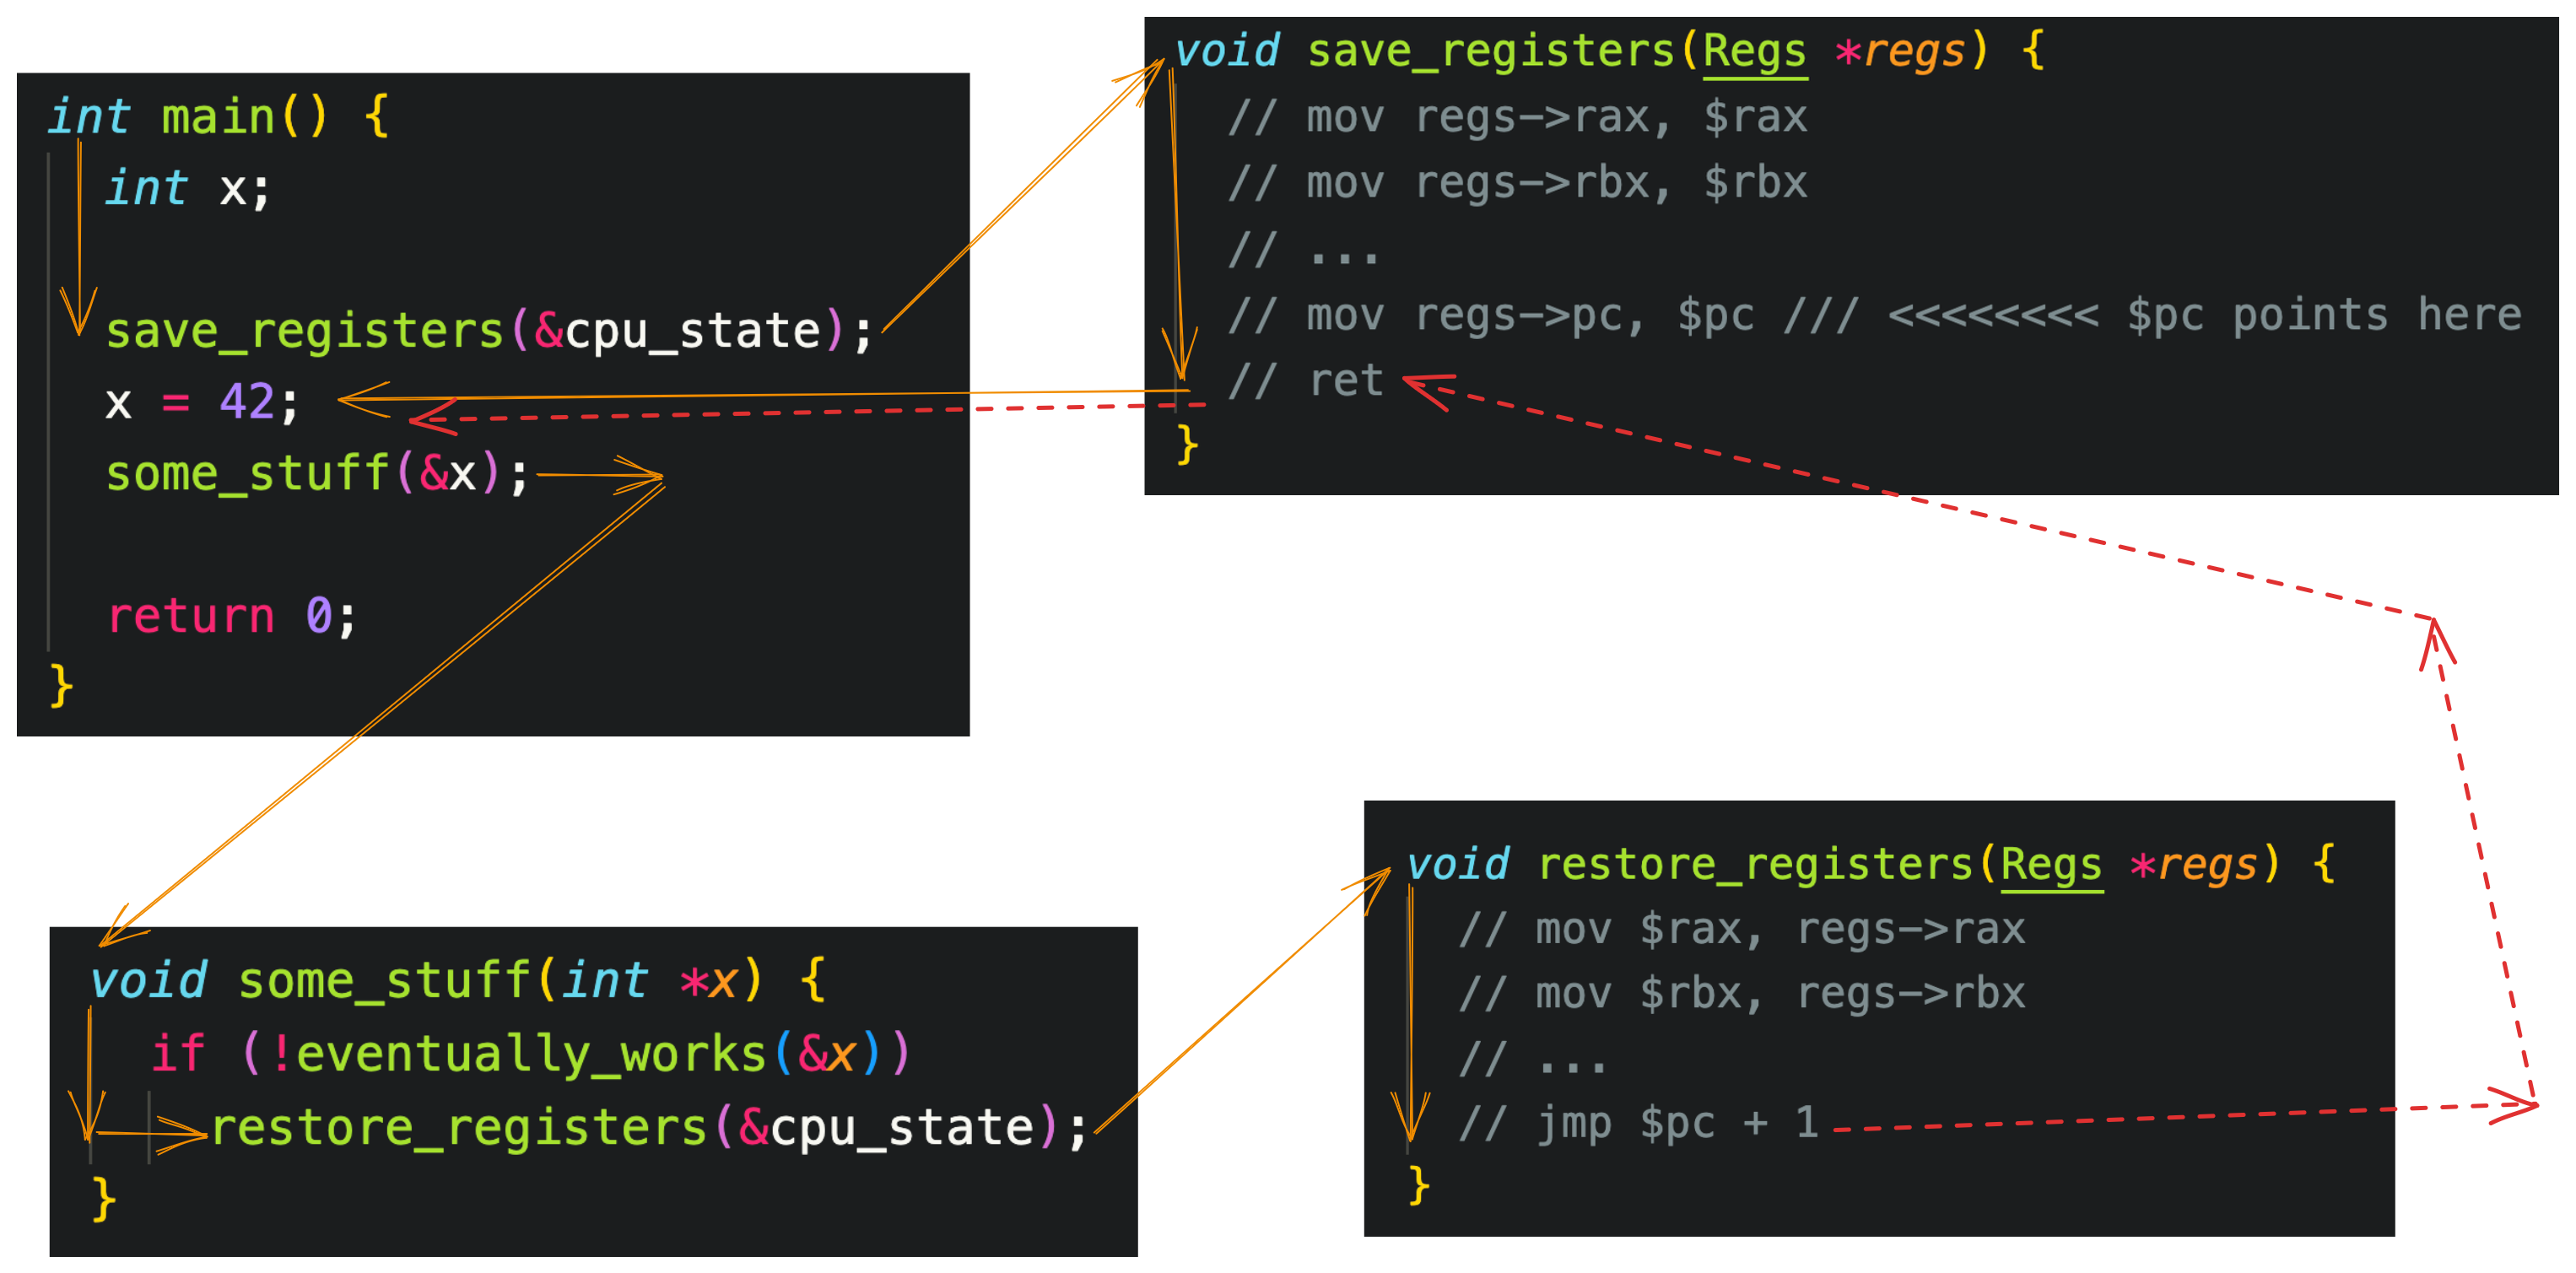 int main() {
int x;
save_registers(&cpu_state);
x = 42;
some_stuff(&x);
return 0;
}
void save_registers(Regs *regs) {
// mov regs->rax, $rax
// mov regs->rbx, $rbx
// ...
// mov regs->pc, $pc /// <<<<<<<< $pc points here
// ret
}
void some_stuff(int *x) {
if (!eventually_works(&x))
restore_registers(&cpu_state);
}
void restore_registers(Regs *regs) {
// mov $rax, regs->rax
// mov $rbx, regs->rbx
// ...
// jmp $pc + 1
}